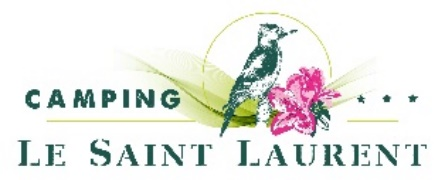 CAMPING ★ ★ ★
LE SAINT LAURENT